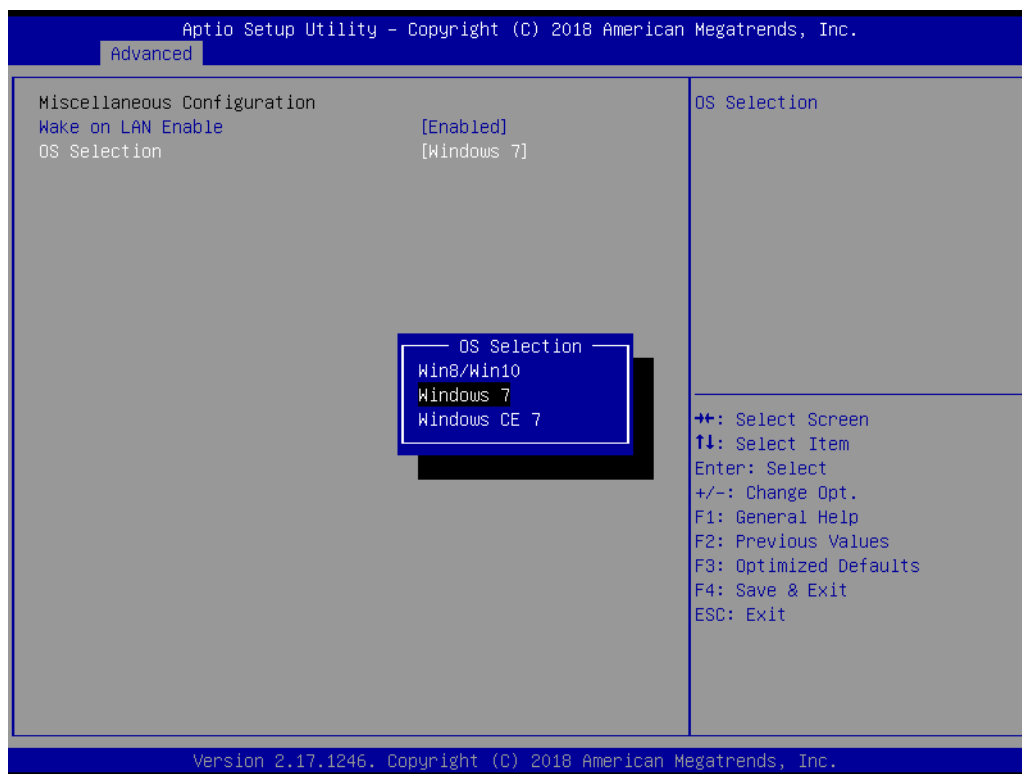 Aptio Setup Utility – Copyright (C) 2018 American Megatrends, Inc.
Advanced
Miscellaneous Configuration
Wake on LAN Enable [Enabled]
OS Selection [Windows 7]
OS Selection
OS Selection
Win8/Win10
Windows 7
Windows CE 7
→←: Select Screen
↑↓: Select Item
Enter: Select
+/-: Change Opt.
F1: General Help
F2: Previous Values
F3: Optimized Defaults
F4: Save & Exit
ESC: Exit
Version 2.17.1246. Copyright (C) 2018 American Megatrends, Inc.